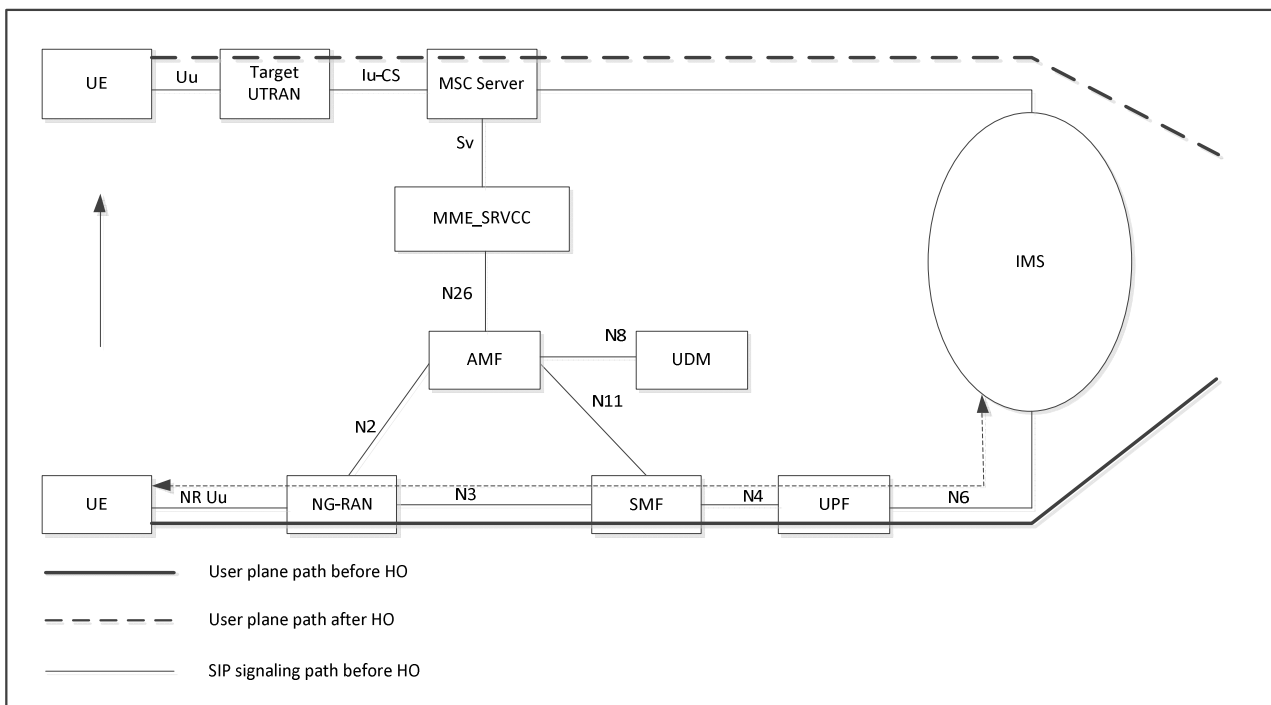 UE
Uu
Target
UTRAN
Iu-CS
MSC Server
Sv
MME_SRVCC
IMS
N26
AMF
N8
UDM
N11
N2
UE
NR Uu
NG-RAN
N3
SMF
N4
UPF
N6
User plane path before HO
User plane path after HO
SIP signaling path before HO